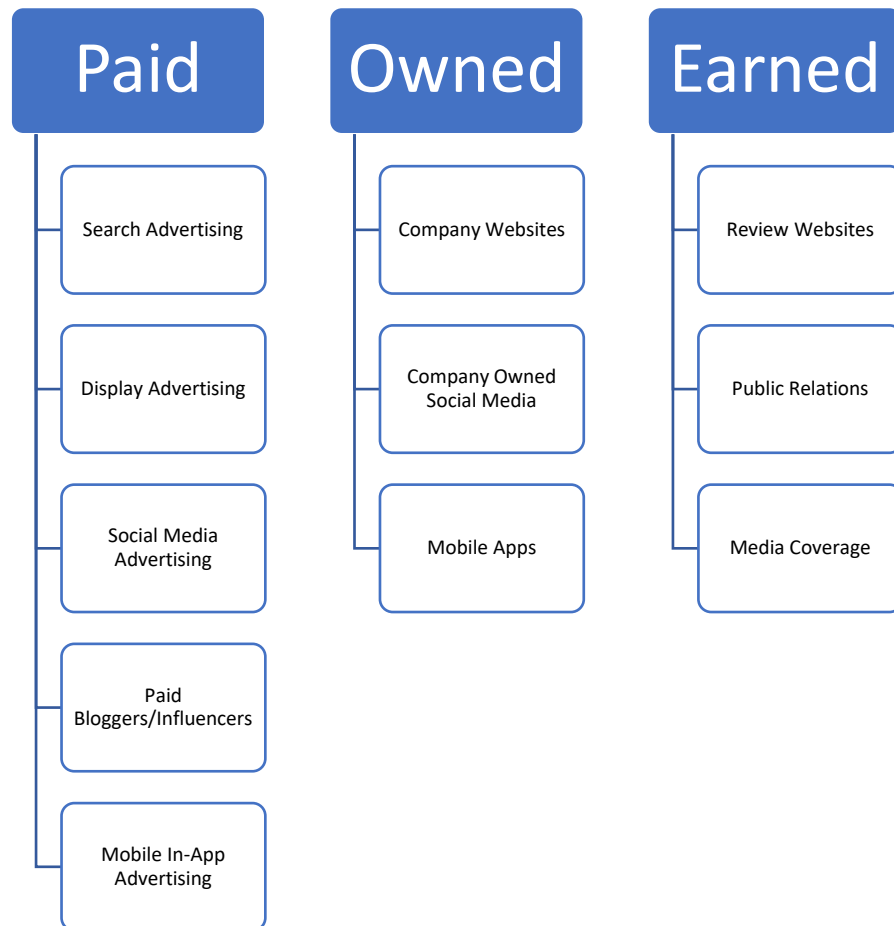 Paid
Search Advertising
Display Advertising
Social Media
Advertising
Paid
Bloggers/Influencers
Mobile In-App
Advertising
Owned
Company Websites
Company Owned
Social Media
Mobile Apps
Earned
Review Websites
Public Relations
Media Coverage